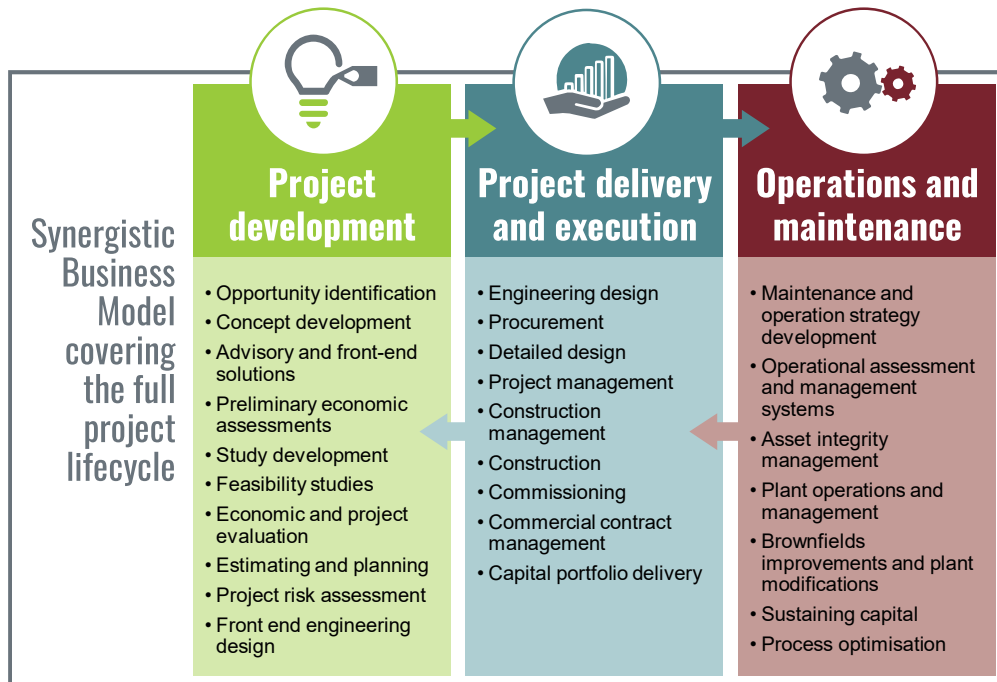 Synergistic
Business
Model
covering
the full
project
lifecycle
Project
development
• Opportunity identification
• Concept development
• Advisory and front-end
solutions
• Preliminary economic
assessments
• Study development
• Feasibility studies
• Economic and project
evaluation
• Estimating and planning
• Project risk assessment
• Front end engineering
design
Project delivery
and execution
• Engineering design
• Procurement
• Detailed design
• Project management
• Construction
management
• Construction
• Commissioning
• Commercial contract
management
• Capital portfolio delivery
Operations and
maintenance
• Maintenance and
operation strategy
development
• Operational assessment
and management
systems
• Asset integrity
management
• Plant operations and
management
• Brownfields
improvements and plant
modifications
• Sustaining capital
• Process optimisation